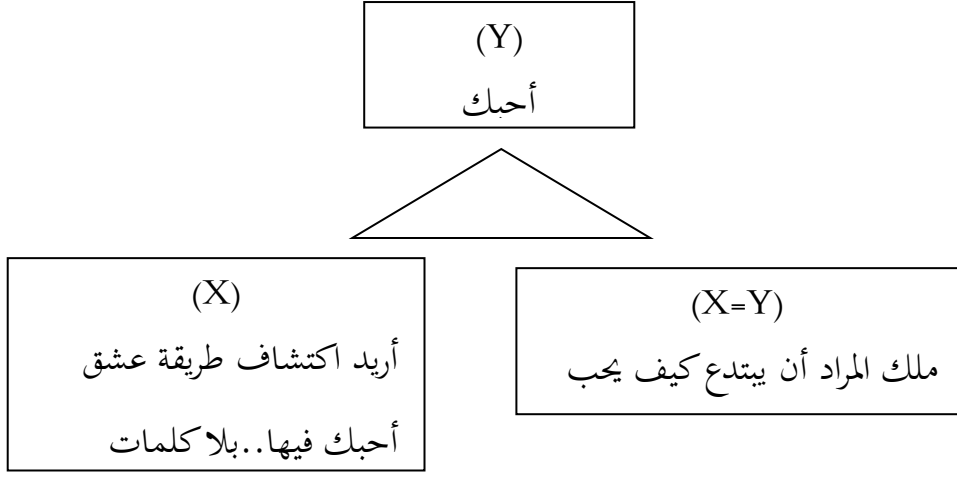 (Y)
أحبك
(X=Y)
ملك المراد أن يبتدع كيف يحب
(X)
أريد اكتشاف طريقة عشق
أحبك فيها..بلا كلمات